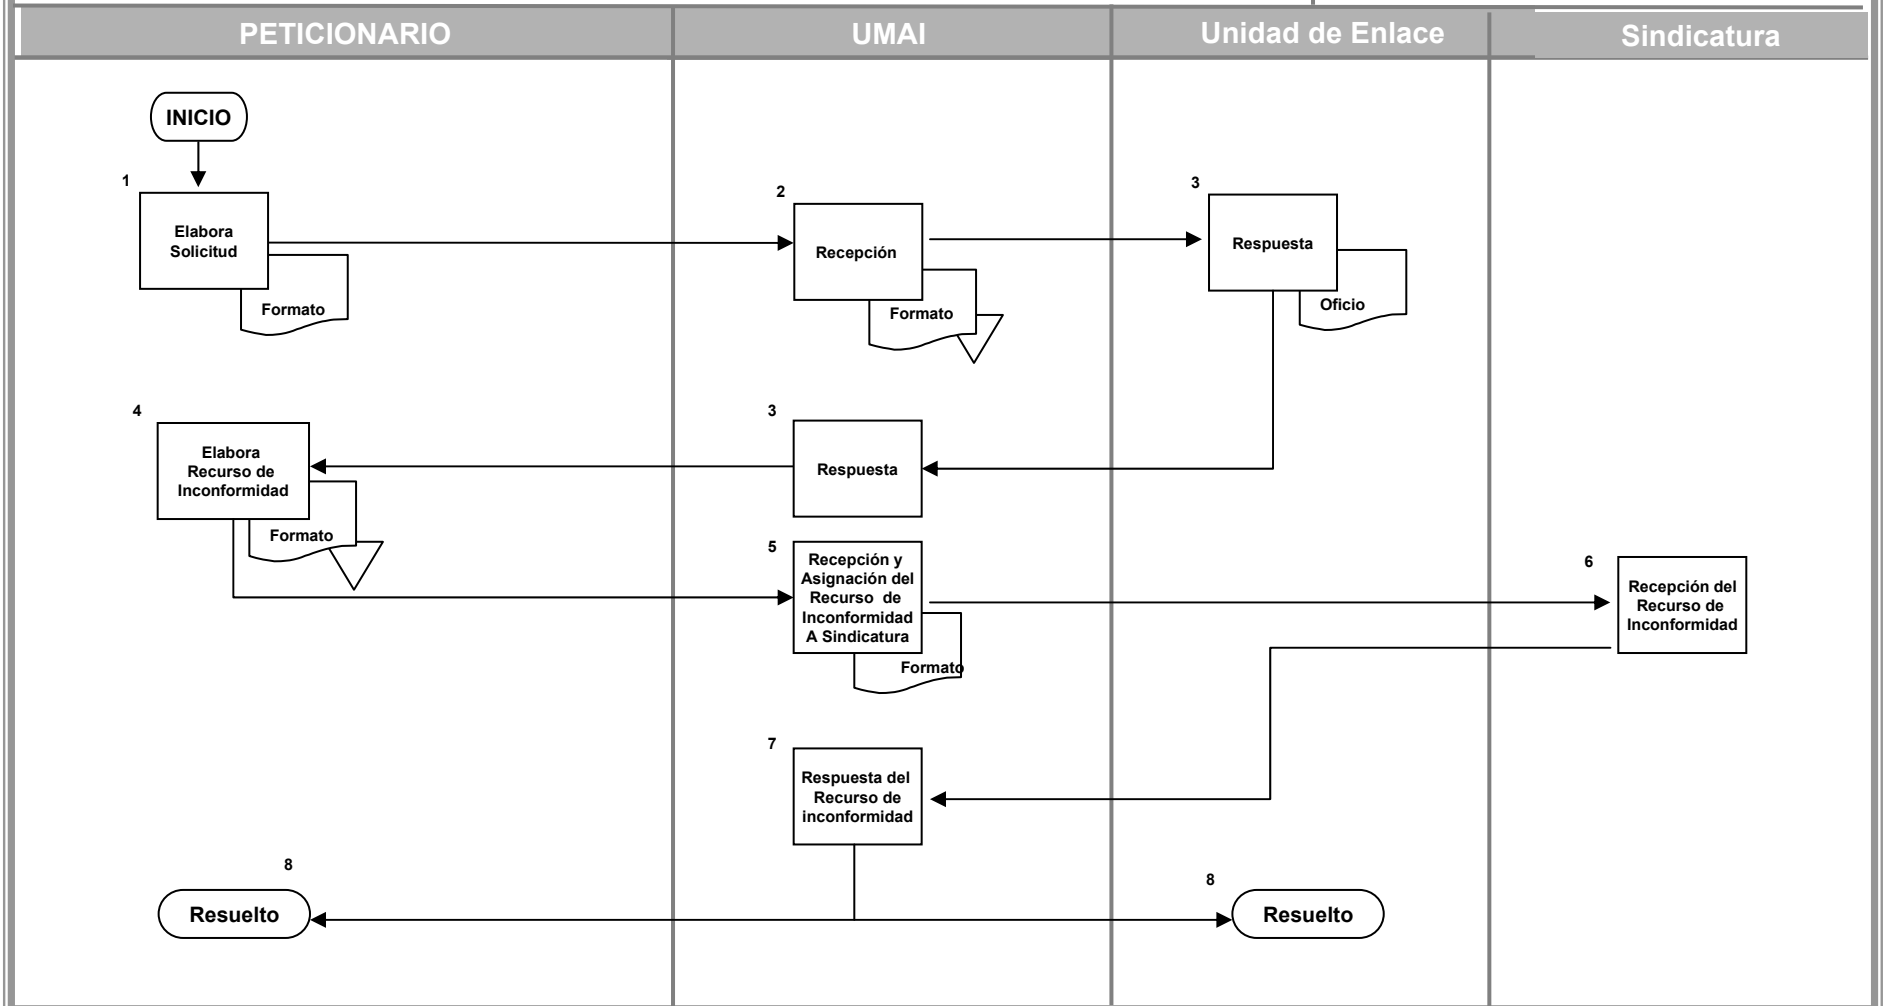 PETICIONARIO
UMAI
Unidad de Enlace
Sindicatura
INICIO
1
Elabora
Solicitud
Formato
2
Recepción
Formato
3
Respuesta
Oficio
4
Elabora
Recurso de
Inconformidad
Formato
3
Respuesta
5
Recepción y
Asignación del
Recurso de
Inconformidad
A Sindicatura
Formato
6
Recepción del
Recurso de
Inconformidad
7
Respuesta del
Recurso de
inconformidad
8
Resuelto
8
Resuelto